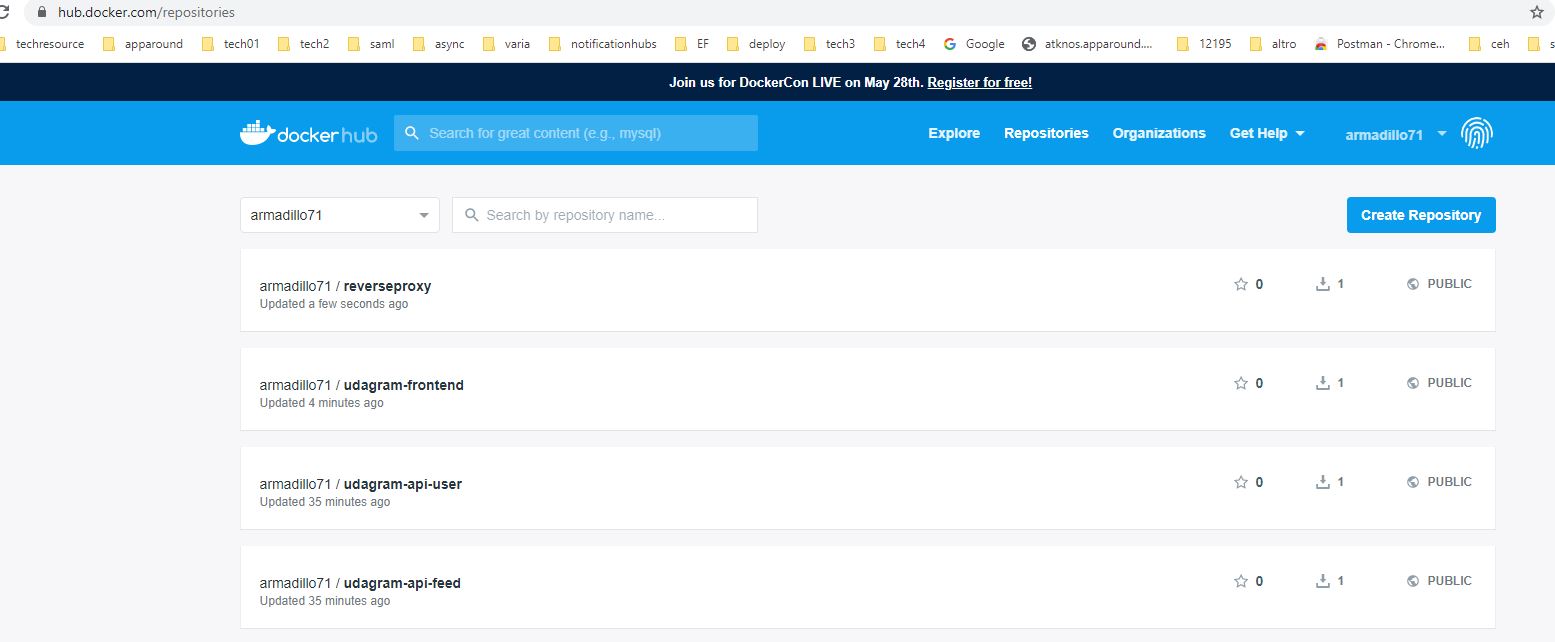 hub.docker.com/repositories
techresource apparound tech01 tech2 saml async varia notificationhubs EF deploy tech3 tech4 Google atknos.apparound.... 12195 altro Postman - Chrome... ceh s
Join us for DockerCon LIVE on May 28th. Register for free!
docker hub Search for great content (e.g., mysql) Explore Repositories Organizations Get Help armadillo71
armadillo71 Search by repository name... Create Repository
armadillo71 / reverseproxy 0 1 PUBLIC
Updated a few seconds ago
armadillo71 / udagram-frontend 0 1 PUBLIC
Updated 4 minutes ago
armadillo71 / udagram-api-user 0 1 PUBLIC
Updated 35 minutes ago
armadillo71 / udagram-api-feed 0 1 PUBLIC
Updated 35 minutes ago